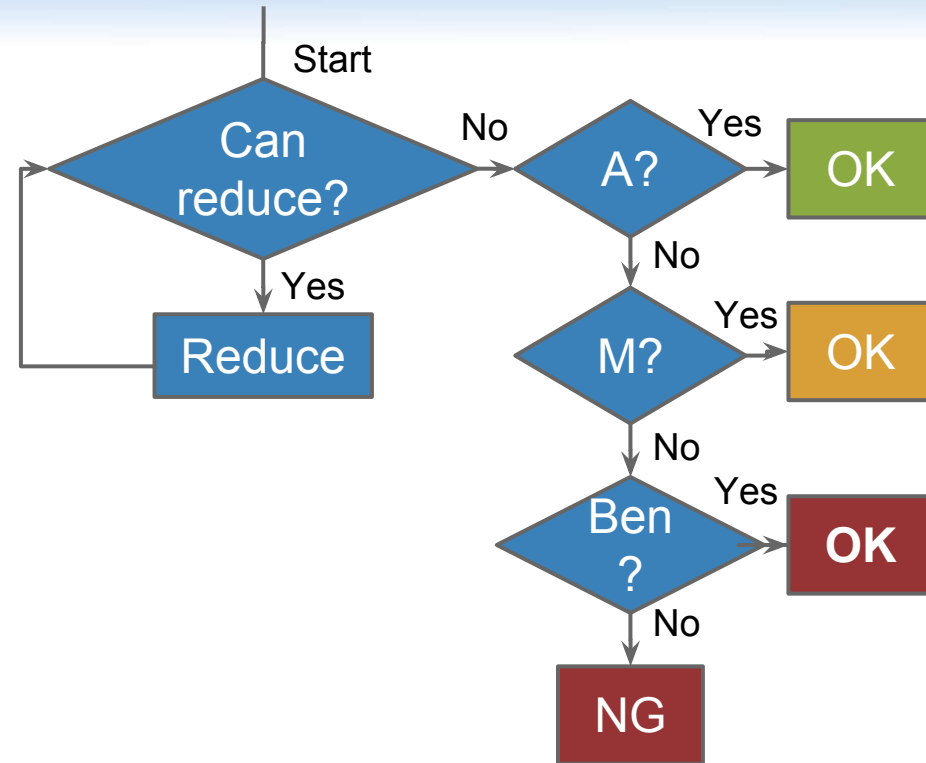 Start
Can
reduce?
No
A?
Yes
OK
Yes
Reduce
No
M?
Yes
OK
No
Ben
?
Yes
OK
No
NG